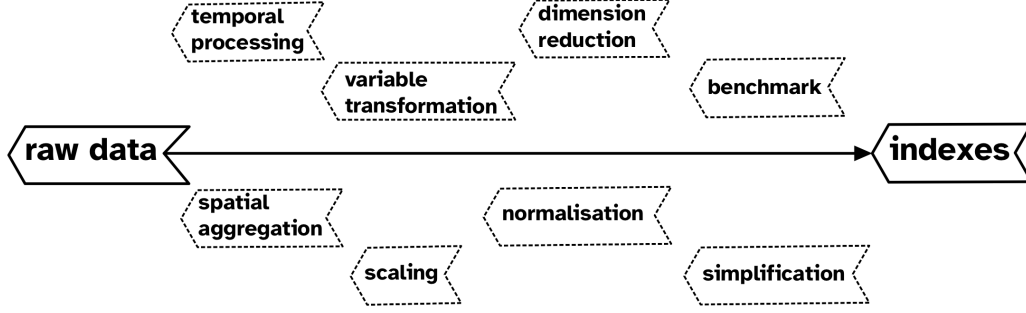 temporal
processing
dimension
reduction
variable
transformation
benchmark
raw data
indexes
spatial
aggregation
normalisation
scaling
simplification